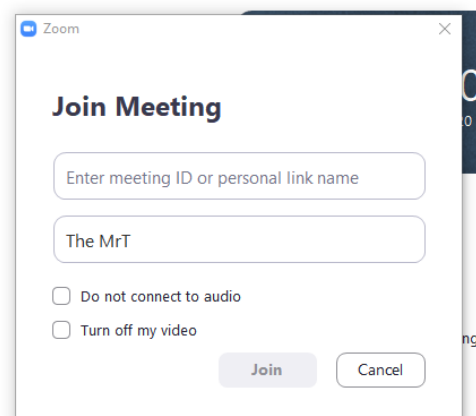 Zoom
Join Meeting
Enter meeting ID or personal link name
The MrT
Do not connect to audio
Turn off my video
Join Cancel